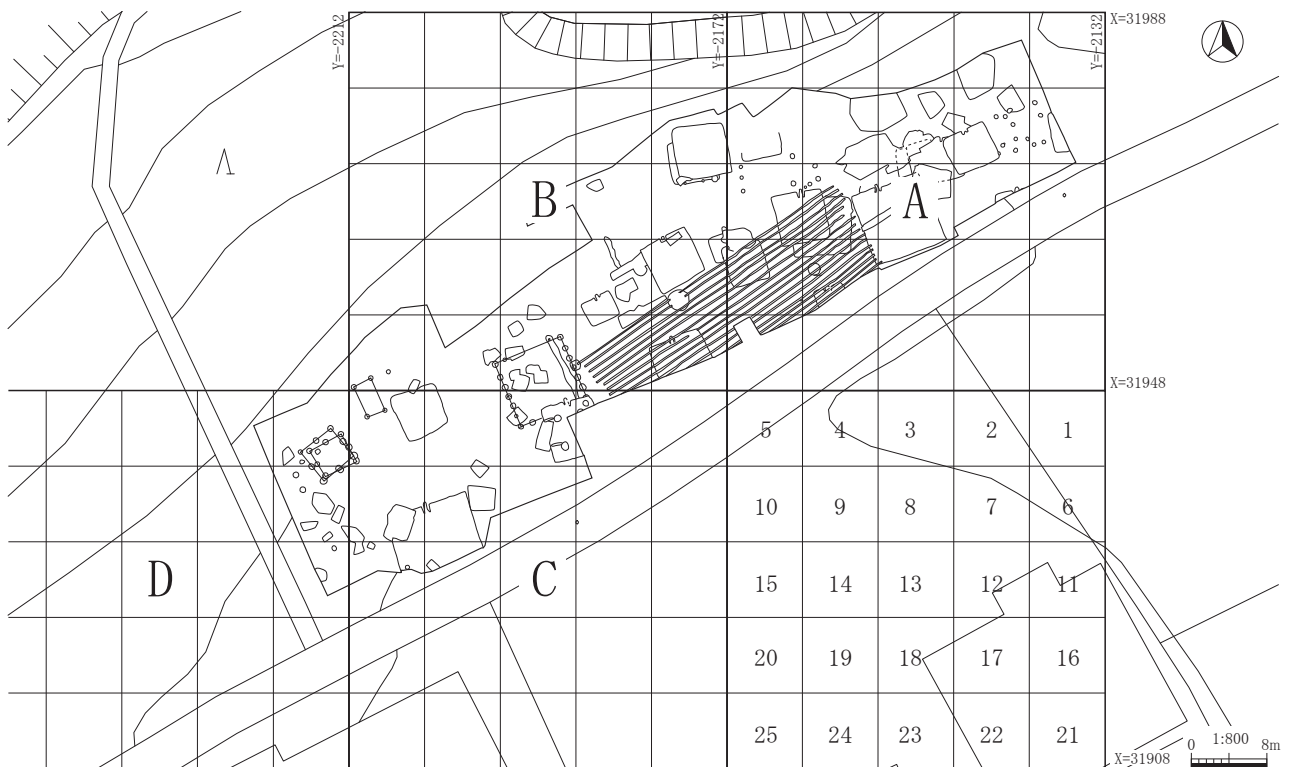 Y=-2212
Y=-2172
Y=-2132
X=31988
B
A
X=31948
5 4 3 2 1
10 9 8 7 6
D
C
15 14 13 12 11
20 19 18 17 16
25 24 23 22 21
X=31908
0 1:800 8m